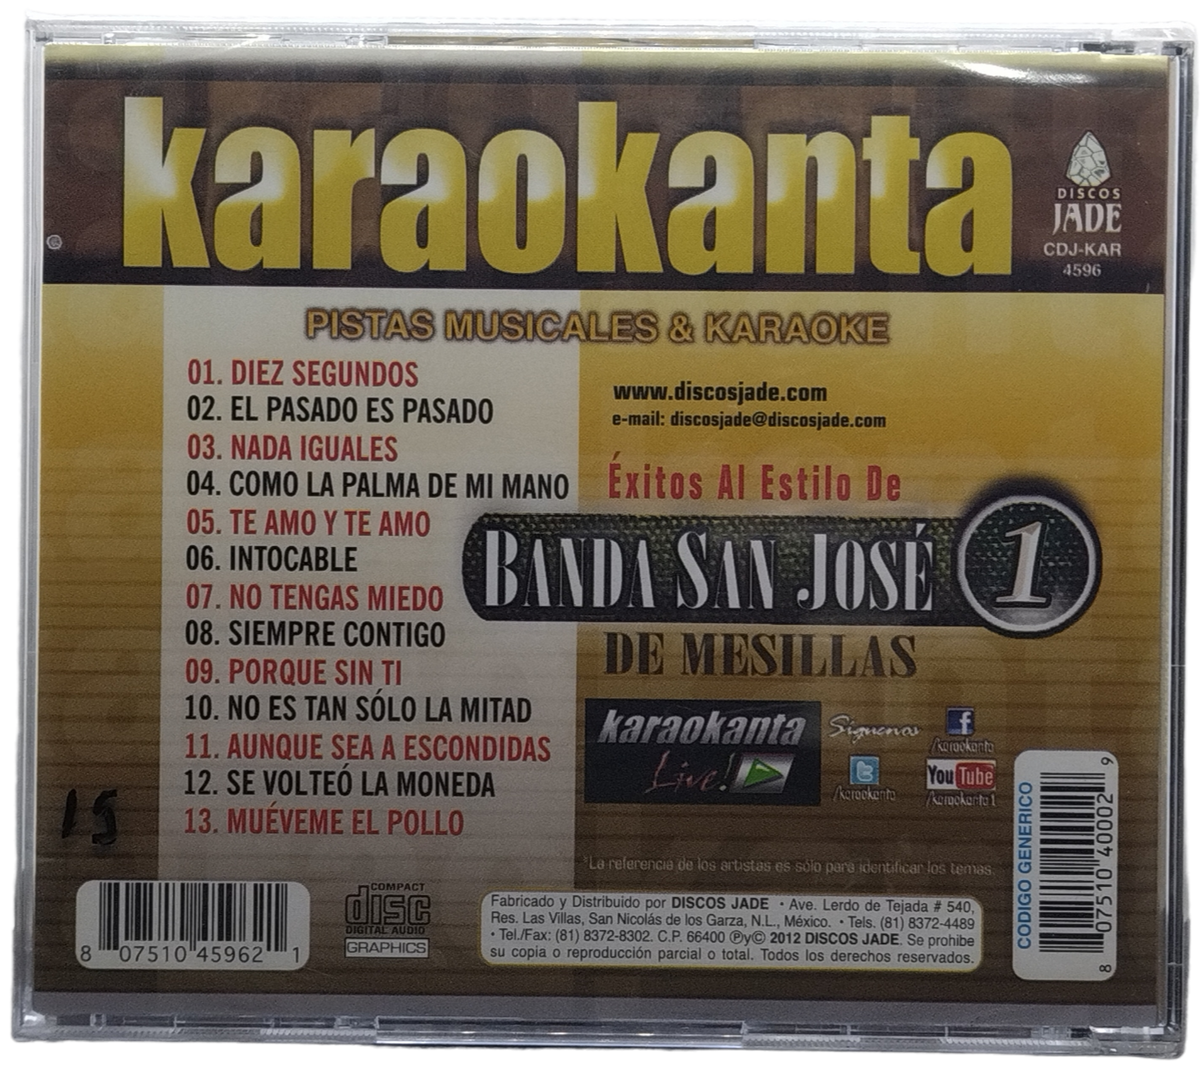 karaokanta
DISCOS
JADE
CDJ-KAR
4596
PISTAS MUSICALES & KARAOKE
01. DIEZ SEGUNDOS
02. EL PASADO ES PASADO
03. NADA IGUALES
04. COMO LA PALMA DE MI MANO
05. TE AMO Y TE AMO
06. INTOCABLE
07. NO TENGAS MIEDO
08. SIEMPRE CONTIGO
09. PORQUE SIN TI
10. NO ES TAN SÓLO LA MITAD
11. AUNQUE SEA A ESCONDIDAS
12. SE VOLTEÓ LA MONEDA
13. MUÉVEME EL POLLO
www.discosjade.com
e-mail: discosjade@discosjade.com
Éxitos Al Estilo De
BANDA SAN JOSÉ 1
DE MESILLAS
karaokanta
Live!
Síguenos
/karaokanta
/karaokanta
YouTube
/karaokanta1
15
*La referencia de los artistas es sólo para identificar los temas.
8 07510 45962 1
COMPACT
disc
DIGITAL AUDIO
GRAPHICS
Fabricado y Distribuido por DISCOS JADE • Ave. Lerdo de Tejada # 540,
Res. Las Villas, San Nicolás de los Garza, N.L., México. • Tels. (81) 8372-4489
• Tel./Fax: (81) 8372-8302. C.P. 66400 ℗y© 2012 DISCOS JADE. Se prohibe
su copia o reproducción parcial o total. Todos los derechos reservados.
CODIGO GENERICO
8 07510 40002 9